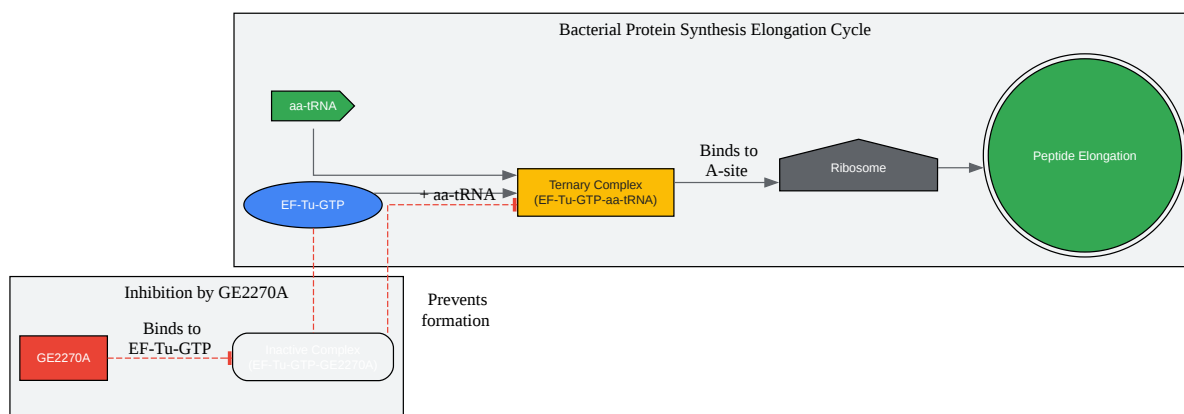 Bacterial Protein Synthesis Elongation Cycle
aa-tRNA
Binds to
A-site
Ribosome
Peptide Elongation
Ternary Complex
(EF-Tu-GTP-aa-tRNA)
+ aa-tRNA
EF-Tu-GTP
Inhibition by GE2270A
Prevents
formation
Binds to
EF-Tu-GTP
GE2270A
Inactive Complex
(EF-Tu-GTP-GE2270A)